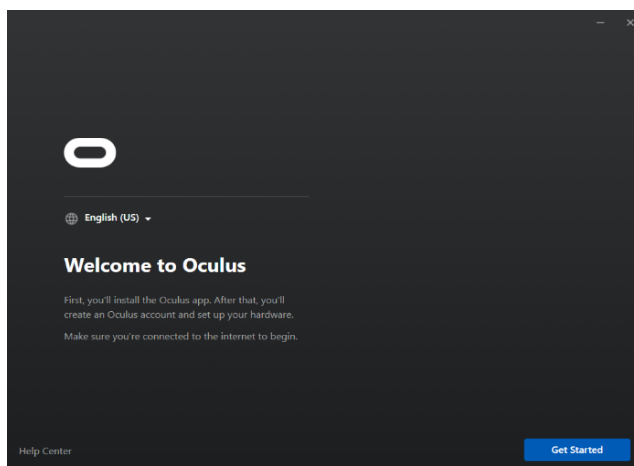 English (US)
Welcome to Oculus
First, you'll install the Oculus app. After that, you'll
create an Oculus account and set up your hardware.
Make sure you're connected to the internet to begin.
Help Center
Get Started